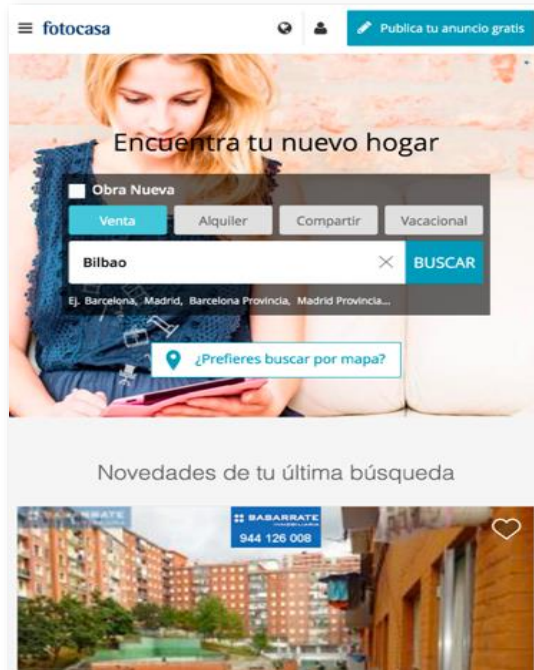 fotocasa
Publica tu anuncio gratis
Encuentra tu nuevo hogar
Obra Nueva
Venta Alquiler Compartir Vacacional
Bilbao BUSCAR
Ej. Barcelona, Madrid, Barcelona Provincia, Madrid Provincia...
¿Prefieres buscar por mapa?
Novedades de tu última búsqueda
BABARRATE
INMOBILIARIA
944 126 008